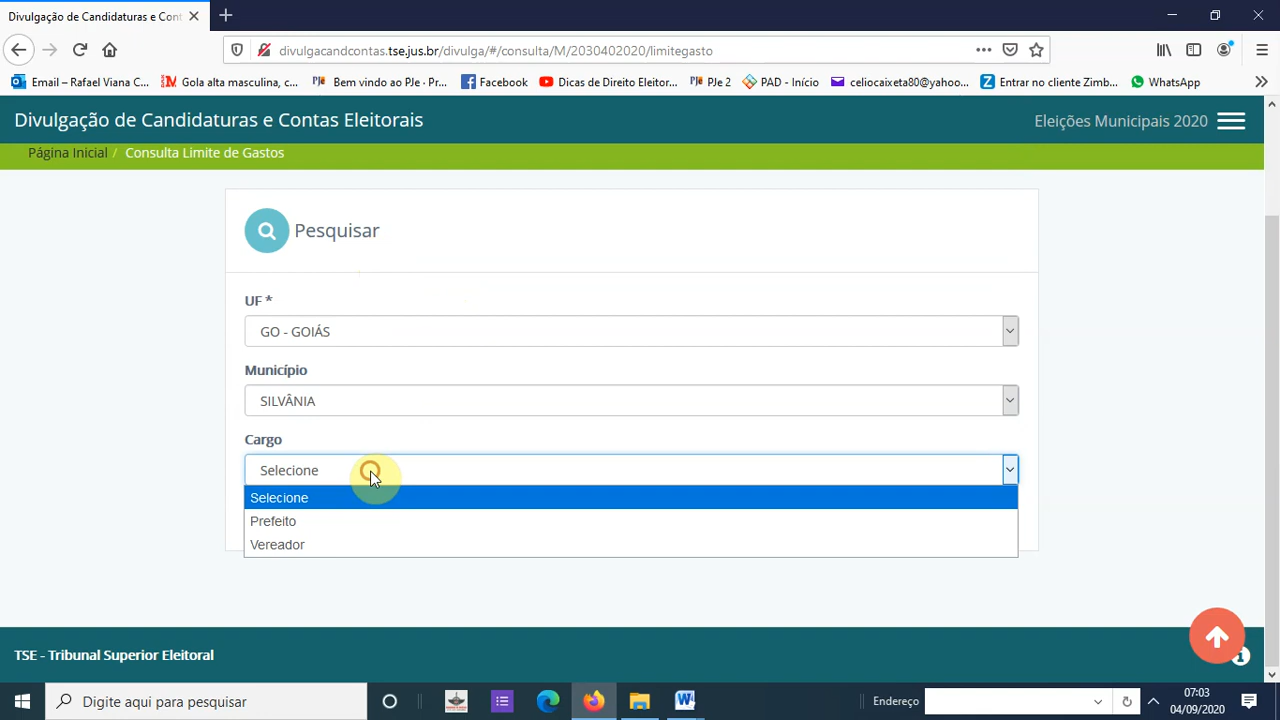 Divulgação de Candidaturas e Cont
divulgacandcontas.tse.jus.br/divulga/#/consulta/M/2030402020/limitegasto
Email – Rafael Viana C...
Gola alta masculina, c...
Bem vindo ao PJe · Pr...
Facebook
Dicas de Direito Eleitor...
PJe 2
PAD - Início
celiocaixeta80@yahoo...
Entrar no cliente Zimb...
WhatsApp
Divulgação de Candidaturas e Contas Eleitorais
Eleições Municipais 2020
Página Inicial / Consulta Limite de Gastos
Pesquisar
UF *
GO - GOIÁS
Município
SILVÂNIA
Cargo
Selecione
Selecione
Prefeito
Vereador
TSE - Tribunal Superior Eleitoral
Digite aqui para pesquisar
Endereço
07:03
04/09/2020